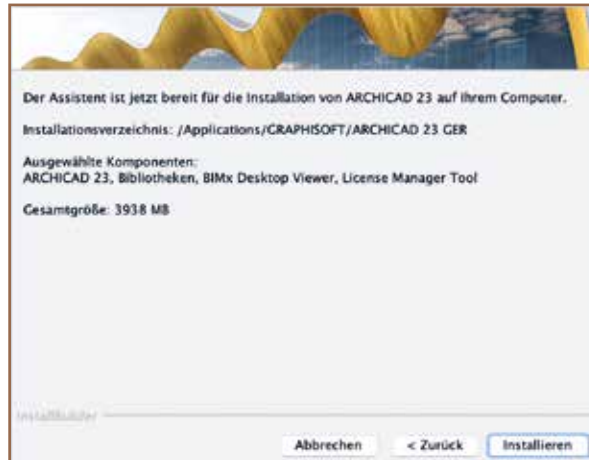 Der Assistent ist jetzt bereit für die Installation von ARCHICAD 23 auf Ihrem Computer.
Installationsverzeichnis: /Applications/GRAPHISOFT/ARCHICAD 23 GER
Ausgewählte Komponenten:
ARCHICAD 23, Bibliotheken, BIMx Desktop Viewer, License Manager Tool
Gesamtgröße: 3938 MB
InstallBuilder
Abbrechen < Zurück Installieren